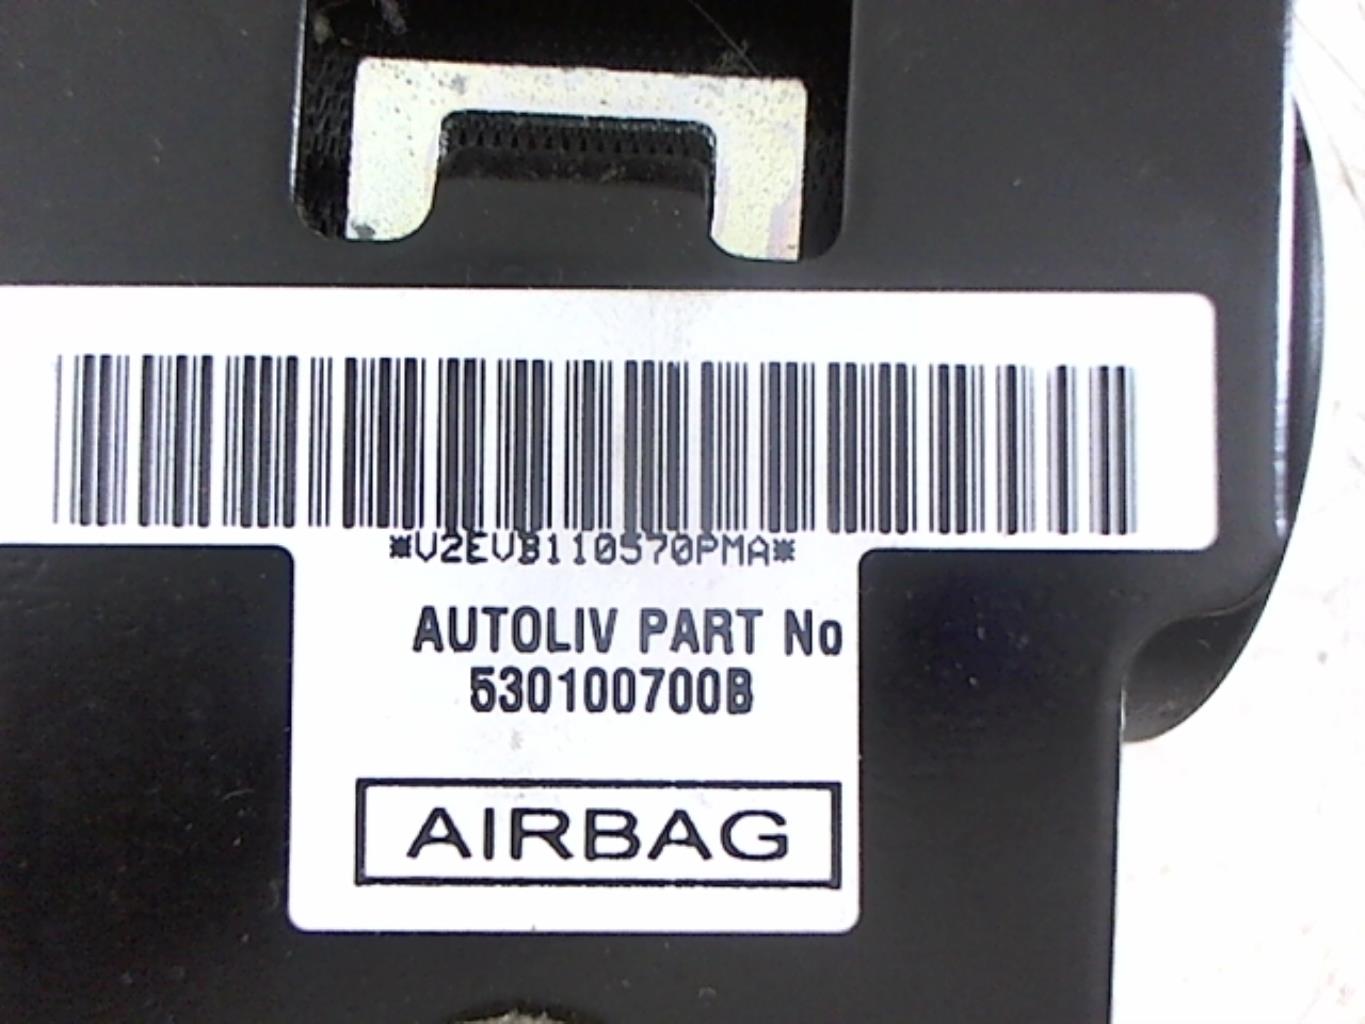 *V2EVB110570PMA*
AUTOLIV PART No
530100700B
AIRBAG